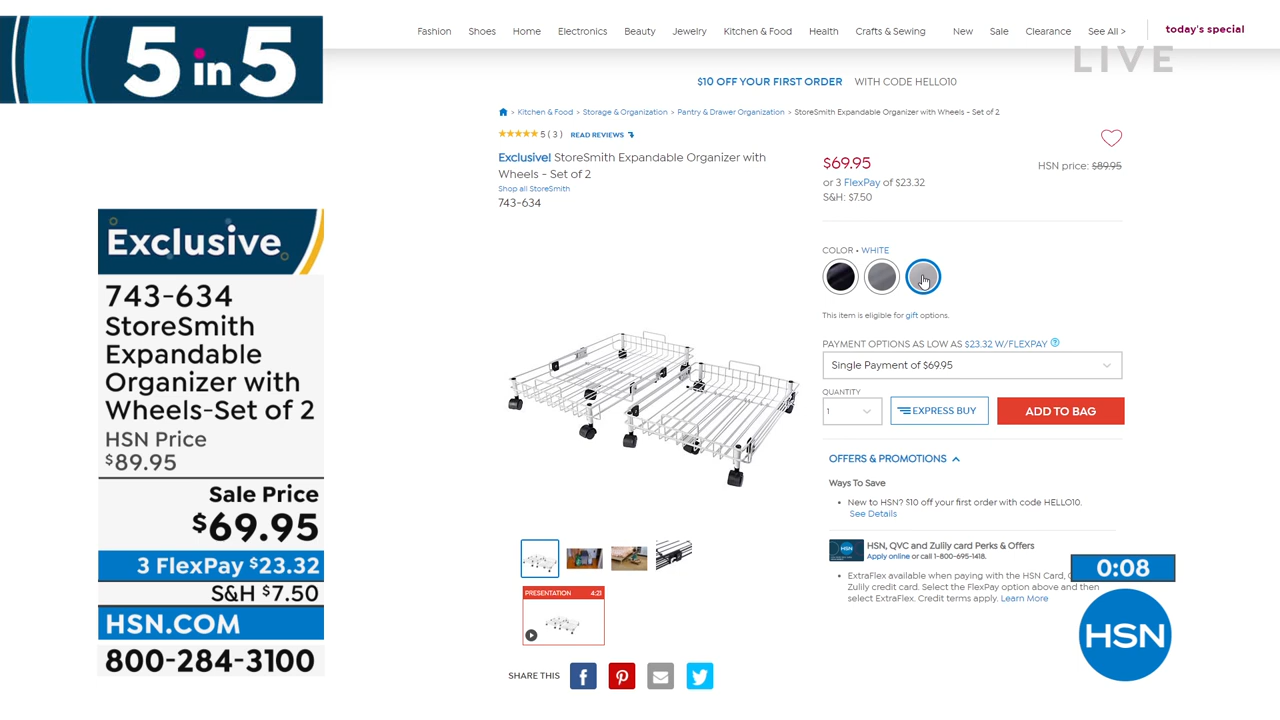 5 in 5
Fashion Shoes Home Electronics Beauty Jewelry Kitchen & Food Health Crafts & Sewing New Sale Clearance See All > today's special
LIVE
$10 OFF YOUR FIRST ORDER WITH CODE HELLO10
> Kitchen & Food > Storage & Organization > Pantry & Drawer Organization > StoreSmith Expandable Organizer with Wheels - Set of 2
5 ( 3 ) READ REVIEWS
Exclusive! StoreSmith Expandable Organizer with
Wheels - Set of 2
Shop all StoreSmith
743-634
$69.95
HSN price: $89.95
or 3 FlexPay of $23.32
S&H: $7.50
COLOR • WHITE
This item is eligible for gift options.
PAYMENT OPTIONS AS LOW AS $23.32 W/FLEXPAY ?
Single Payment of $69.95
QUANTITY
1
EXPRESS BUY
ADD TO BAG
OFFERS & PROMOTIONS
Ways To Save
• New to HSN? $10 off your first order with code HELLO10.
See Details
HSN
HSN, QVC and Zulily card Perks & Offers
Apply online or call 1-800-695-1418.
• ExtraFlex available when paying with the HSN Card,
Zulily credit card. Select the FlexPay option above and then
select ExtraFlex. Credit terms apply. Learn More
PRESENTATION 4:21
SHARE THIS
Exclusive
743-634
StoreSmith
Expandable
Organizer with
Wheels-Set of 2
HSN Price
$89.95
Sale Price
$69.95
3 FlexPay $23.32
S&H $7.50
HSN.COM
800-284-3100
0:08
HSN